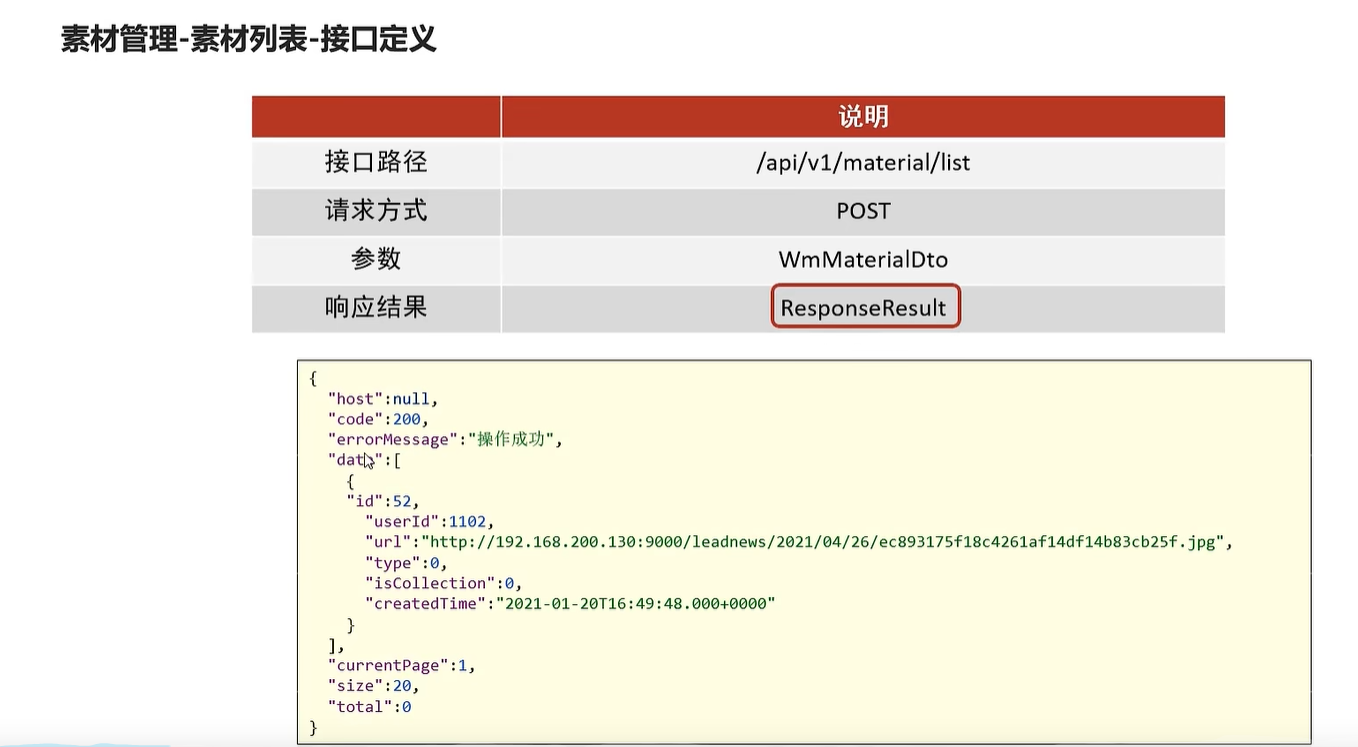 素材管理-素材列表-接口定义
说明
接口路径 /api/v1/material/list
请求方式 POST
参数 WmMaterialDto
响应结果 ResponseResult
{
"host":null,
"code":200,
"errorMessage":"操作成功",
"data":[
{
"id":52,
"userId":1102,
"url":"http://192.168.200.130:9000/leadnews/2021/04/26/ec893175f18c4261af14df14b83cb25f.jpg",
"type":0,
"isCollection":0,
"createdTime":"2021-01-20T16:49:48.000+0000"
}
],
"currentPage":1,
"size":20,
"total":0
}